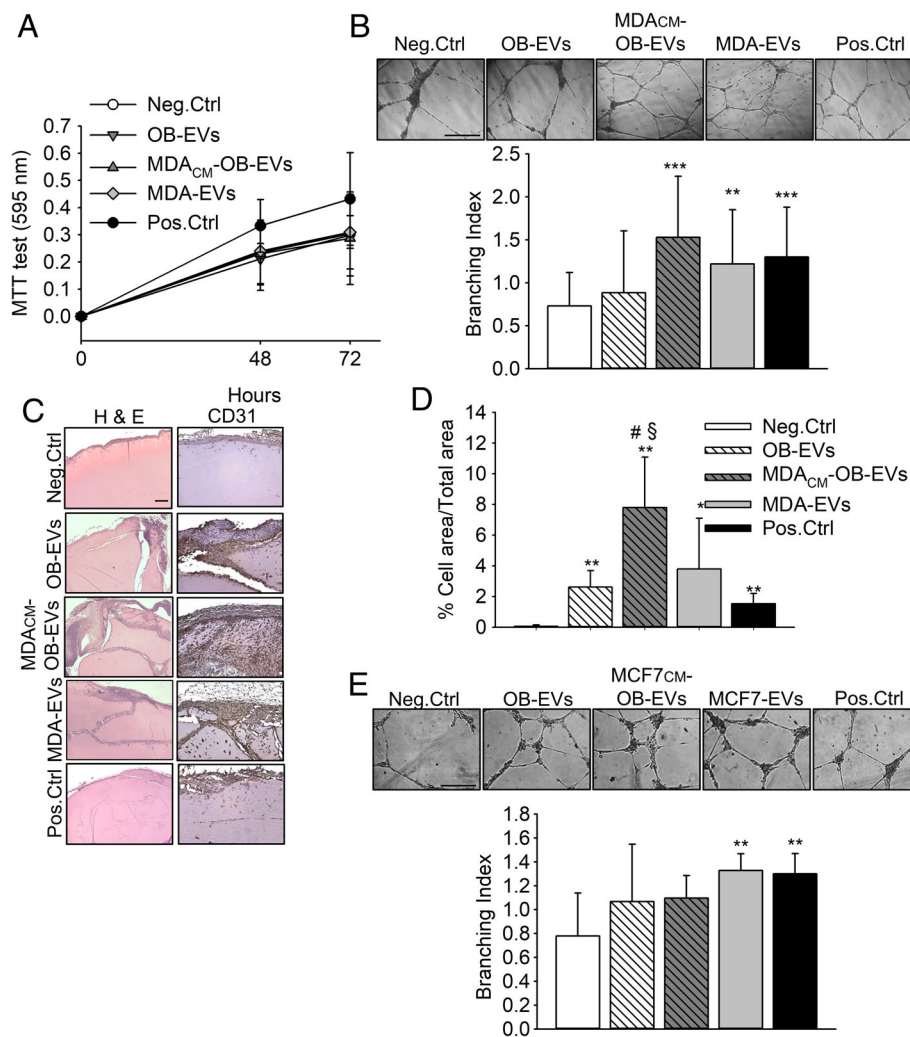 A
Neg.Ctrl
OB-EVs
MDACM-OB-EVs
MDA-EVs
Pos.Ctrl
MTT test (595 nm)
0.7
0.6
0.5
0.4
0.3
0.2
0.1
0.0
0 48 72
Hours
B
Neg.Ctrl OB-EVs MDACM-OB-EVs MDA-EVs Pos.Ctrl
Branching Index
2.5
2.0
1.5
1.0
0.5
0.0
*** ** ***
C
H & E CD31
Neg.Ctrl
OB-EVs
MDACM-OB-EVs
MDA-EVs
Pos.Ctrl
D
% Cell area/Total area
14
12
10
8
6
4
2
0
# §
** ** * **
Neg.Ctrl
OB-EVs
MDACM-OB-EVs
MDA-EVs
Pos.Ctrl
E
Neg.Ctrl OB-EVs MCF7CM-OB-EVs MCF7-EVs Pos.Ctrl
Branching Index
1.8
1.6
1.4
1.2
1.0
0.8
0.6
0.4
0.2
0.0
** **